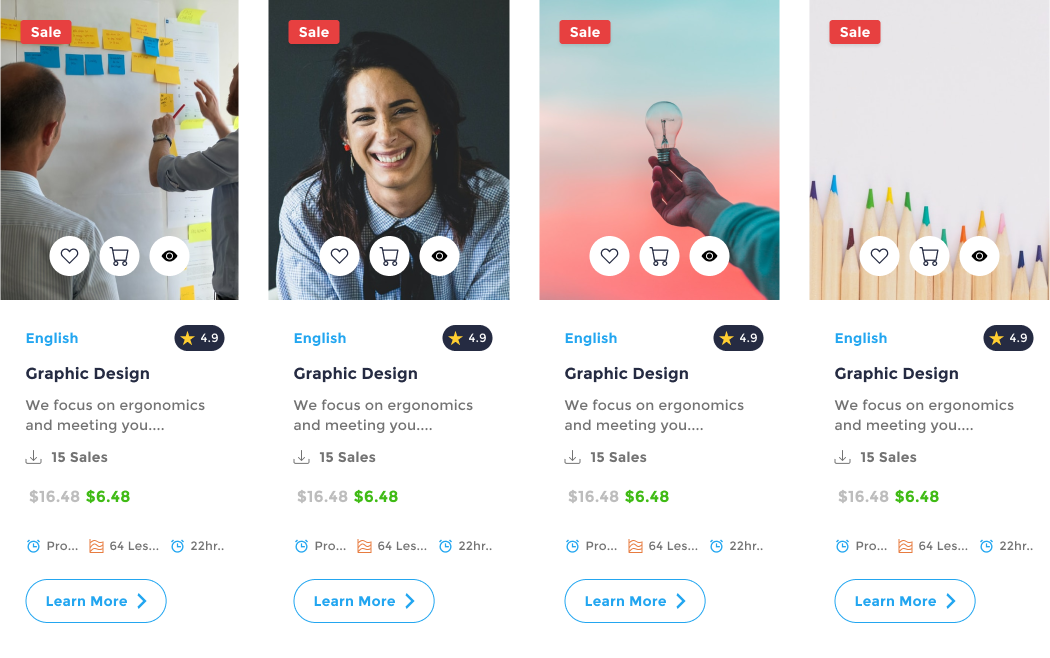 Sale
Sale
Sale
Sale
English
4.9
Graphic Design
We focus on ergonomics
and meeting you....
15 Sales
$16.48 $6.48
Pro... 64 Les... 22hr..
Learn More
English
4.9
Graphic Design
We focus on ergonomics
and meeting you....
15 Sales
$16.48 $6.48
Pro... 64 Les... 22hr..
Learn More
English
4.9
Graphic Design
We focus on ergonomics
and meeting you....
15 Sales
$16.48 $6.48
Pro... 64 Les... 22hr..
Learn More
English
4.9
Graphic Design
We focus on ergonomics
and meeting you....
15 Sales
$16.48 $6.48
Pro... 64 Les... 22hr..
Learn More